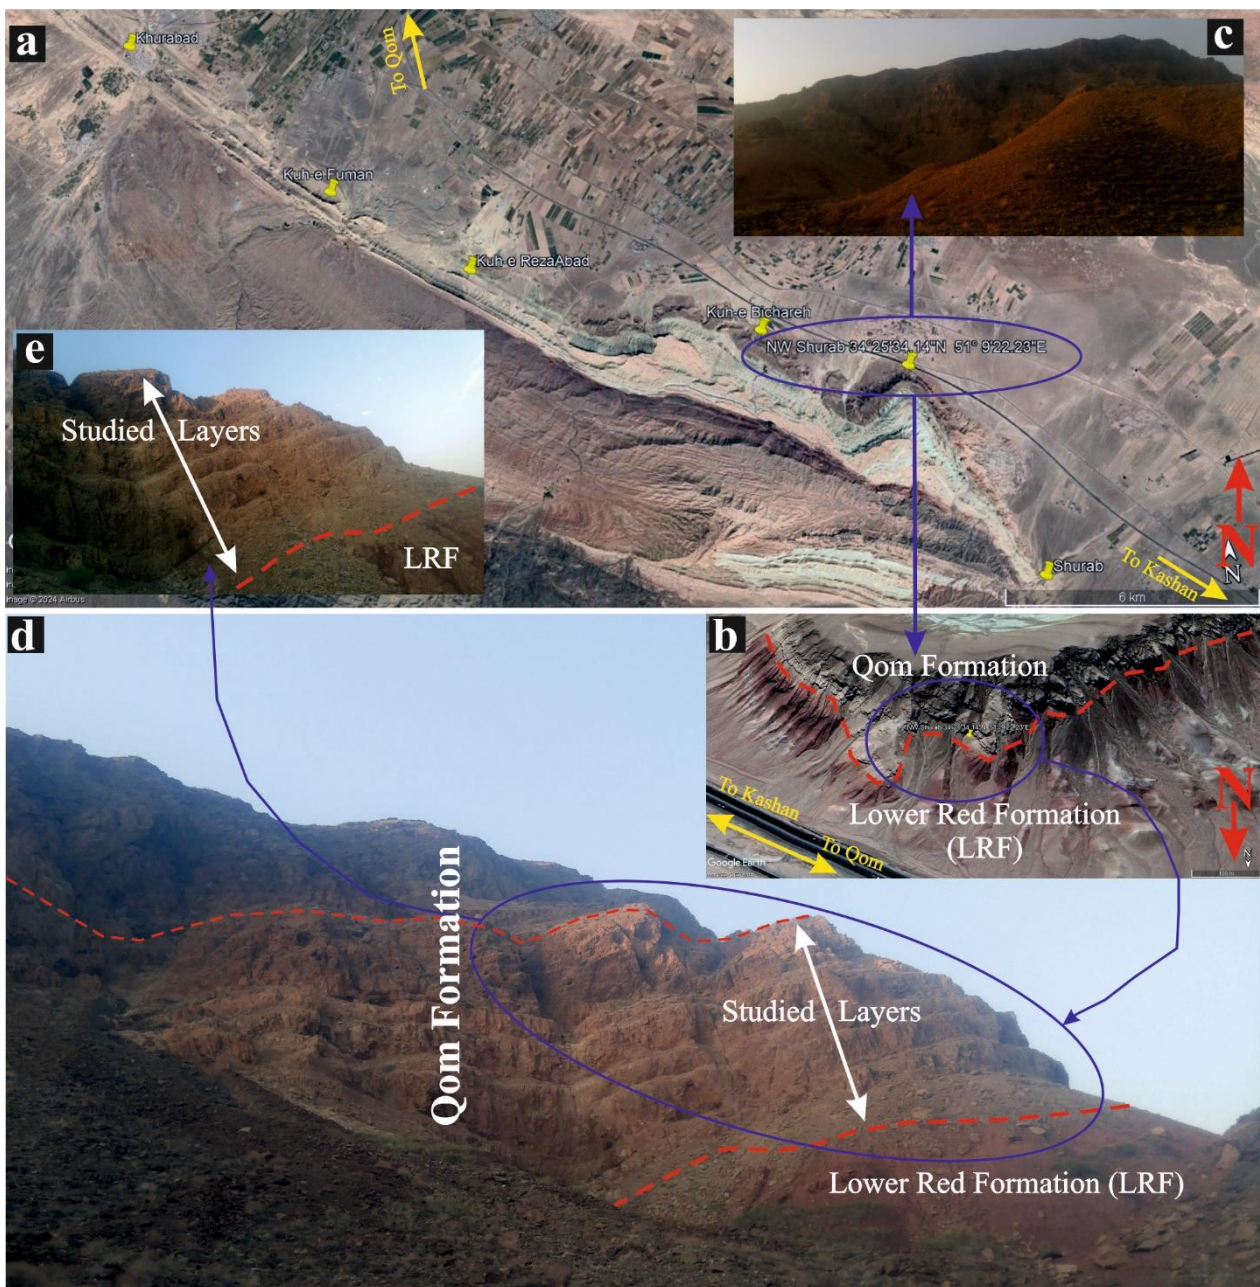 a
Khurabad
To Qom
c
Kuh-e Fuman
Kuh-e RezaAbad
Kuh-e Bichareh
NW Shurab 34°25'34.14"N 51° 9'22.23"E
e
Studied Layers
LRF
Shurab
To Kashan
6 km
N
N
© 2024 Airbus
b
Qom Formation
Lower Red Formation
(LRF)
To Kashan
To Qom
N
N
Google Earth
d
Qom Formation
Studied Layers
Lower Red Formation (LRF)